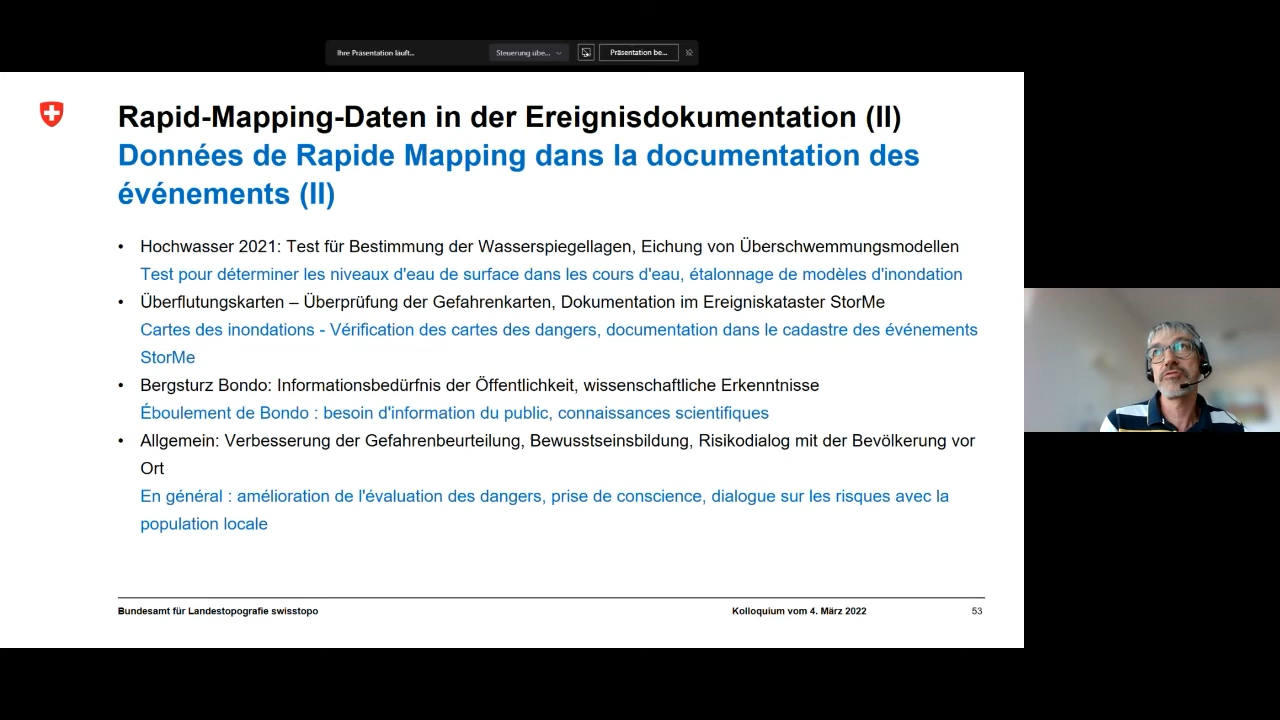 Ihre Präsentation läuft...
Steuerung übe...
Präsentation be...
Rapid-Mapping-Daten in der Ereignisdokumentation (II)
Données de Rapide Mapping dans la documentation des
événements (II)
• Hochwasser 2021: Test für Bestimmung der Wasserspiegellagen, Eichung von Überschwemmungsmodellen
Test pour déterminer les niveaux d'eau de surface dans les cours d'eau, étalonnage de modèles d'inondation
• Überflutungskarten – Überprüfung der Gefahrenkarten, Dokumentation im Ereigniskataster StorMe
Cartes des inondations - Vérification des cartes des dangers, documentation dans le cadastre des événements
StorMe
• Bergsturz Bondo: Informationsbedürfnis der Öffentlichkeit, wissenschaftliche Erkenntnisse
Éboulement de Bondo : besoin d'information du public, connaissances scientifiques
• Allgemein: Verbesserung der Gefahrenbeurteilung, Bewusstseinsbildung, Risikodialog mit der Bevölkerung vor
Ort
En général : amélioration de l'évaluation des dangers, prise de conscience, dialogue sur les risques avec la
population locale
Bundesamt für Landestopografie swisstopo
Kolloquium vom 4. März 2022
53